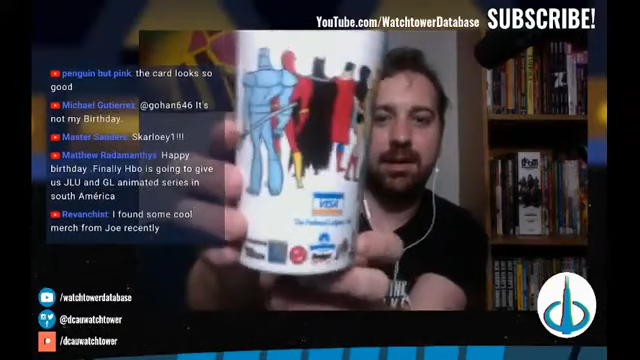 YouTube.com/WatchtowerDatabase SUBSCRIBE!
penguin but pink the card looks so
good
Michael Gutierrez @gohan646 It's
not my Birthday.
Master Sanders Skarloey1!!!
Matthew Radamanthys Happy
birthday .Finally Hbo is going to give
us JLU and GL animated series in
south América
Revanchist I found some cool
merch from Joe recently
VISA
/watchtowerdatabase
@dcauwatchtower
/dcauwatchtower